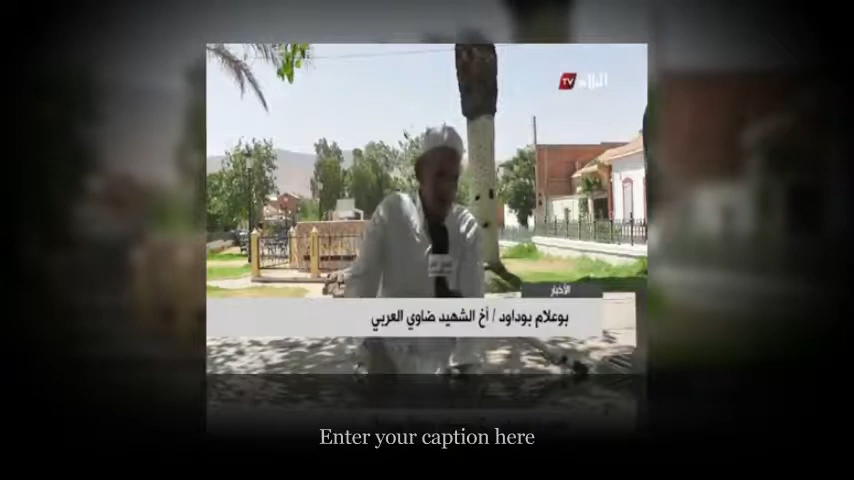 TV البلاد
الأخبار
بوعلام بوداود / أخ الشهيد ضاوي العربي
Enter your caption here